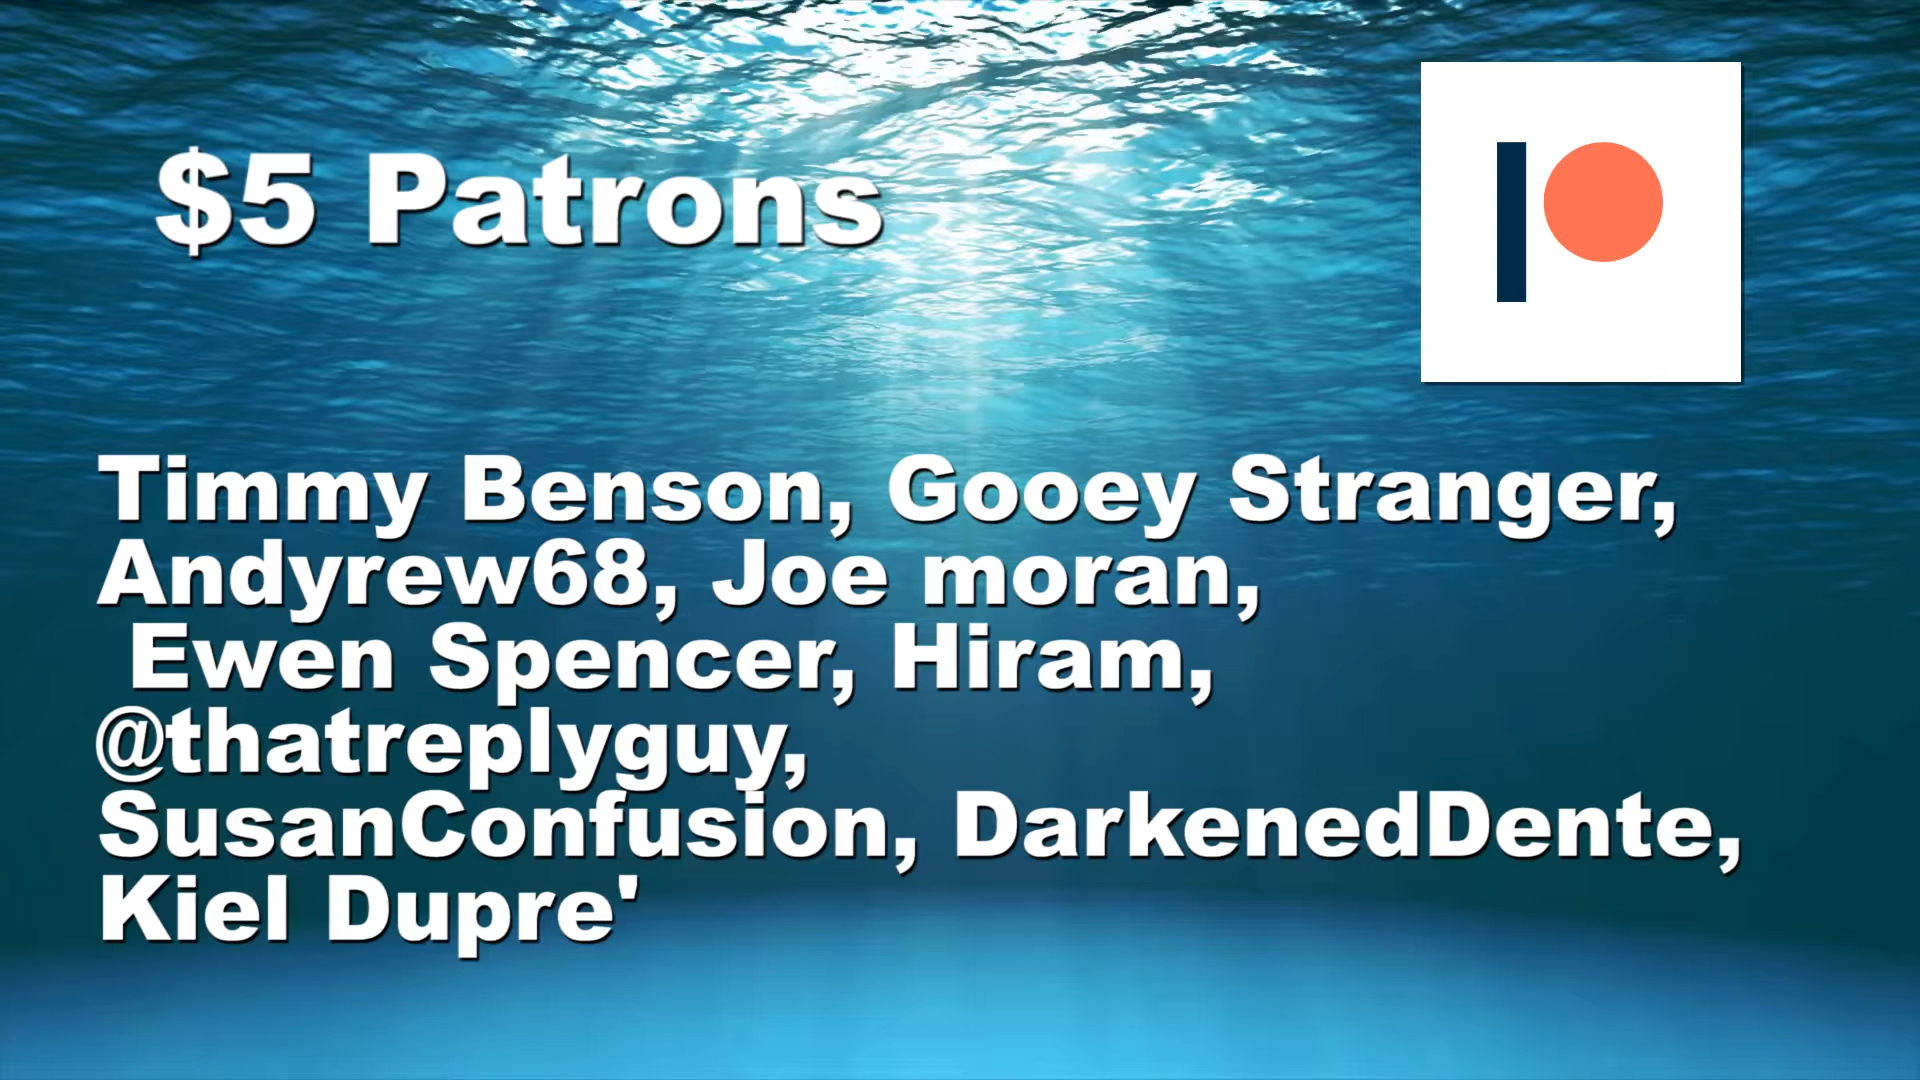 $5 Patrons
Timmy Benson, Gooey Stranger,
Andyrew68, Joe moran,
Ewen Spencer, Hiram,
@thatreplyguy,
SusanConfusion, DarkenedDente,
Kiel Dupre'